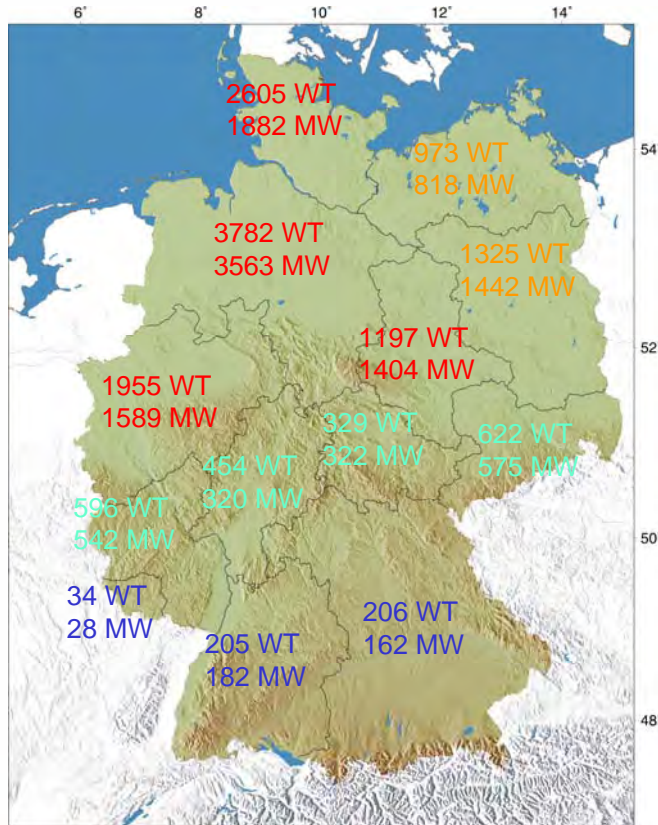 6° 8° 10° 12° 14°
2605 WT
1882 MW
54°
973 WT
818 MW
3782 WT
3563 MW
1325 WT
1442 MW
52°
1197 WT
1404 MW
1955 WT
1589 MW
329 WT
322 MW
622 WT
575 MW
454 WT
320 MW
596 WT
542 MW
50°
34 WT
28 MW
206 WT
162 MW
205 WT
182 MW
48°